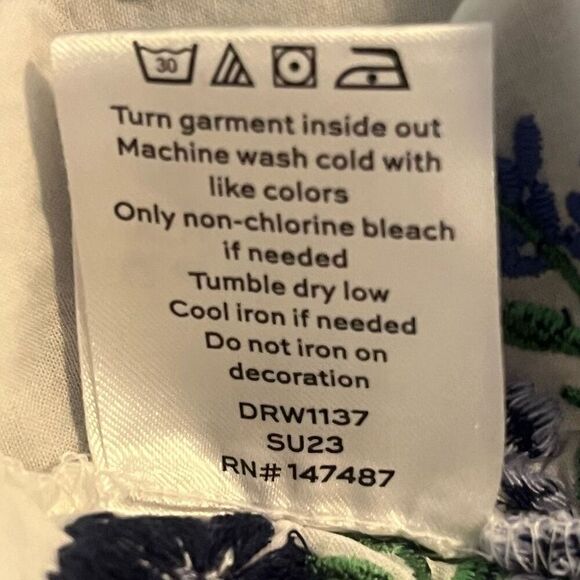 30
Turn garment inside out
Machine wash cold with
like colors
Only non-chlorine bleach
if needed
Tumble dry low
Cool iron if needed
Do not iron on
decoration
DRW1137
SU23
RN# 147487